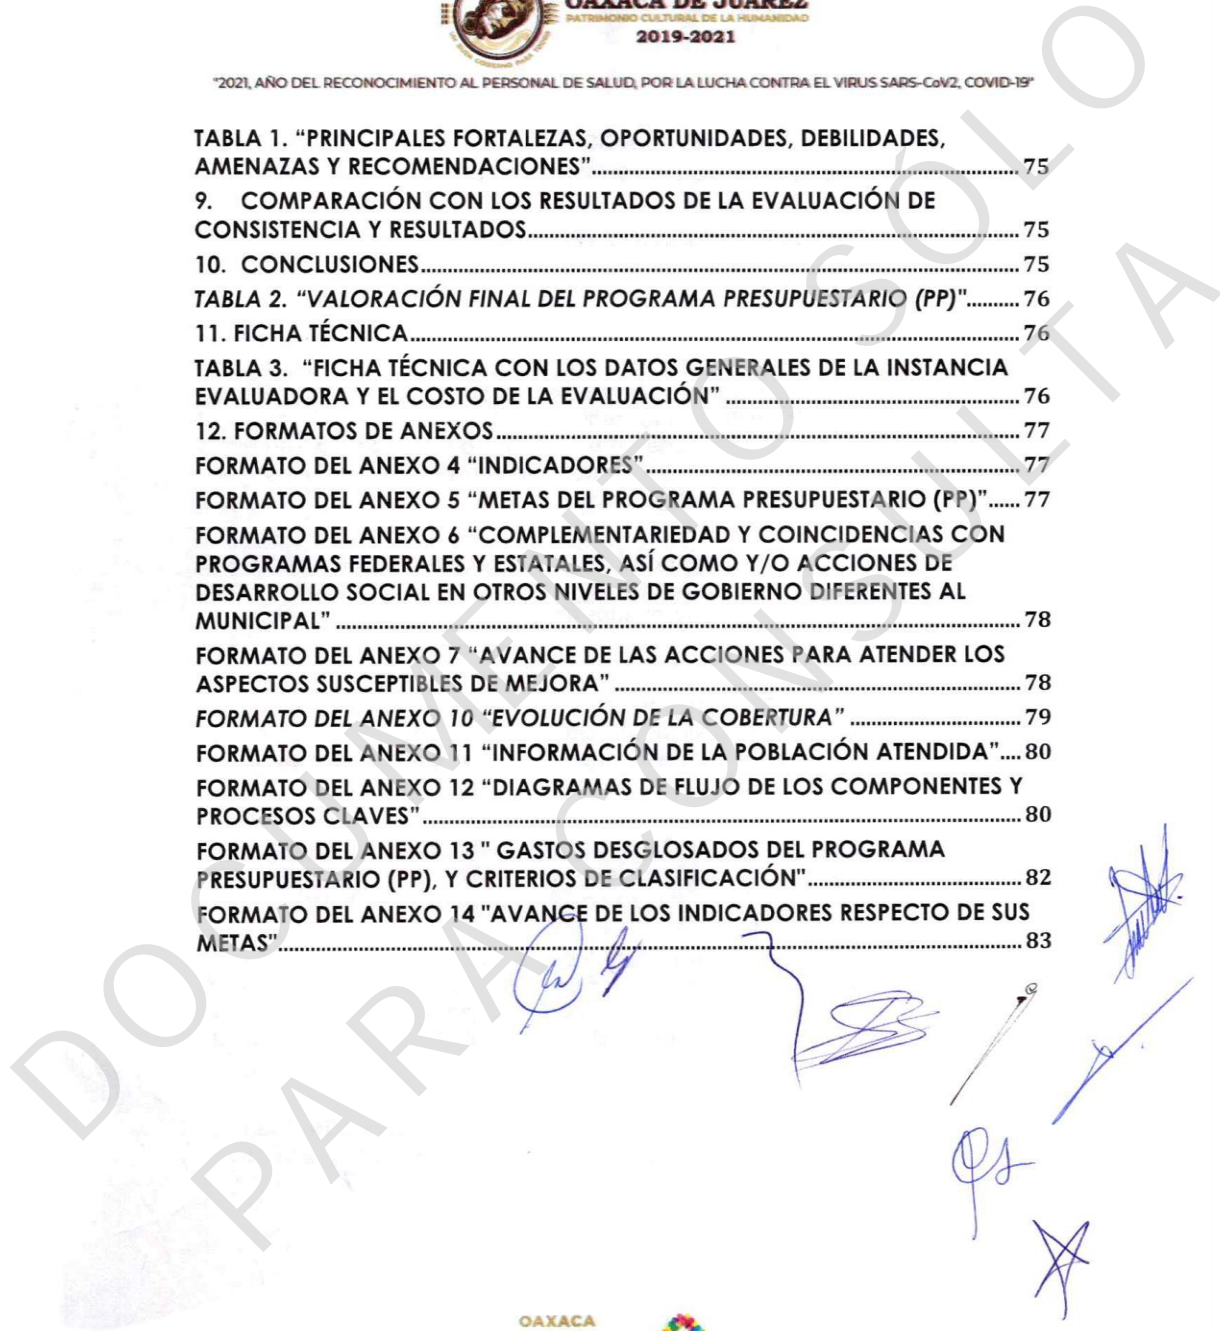 OAXACA DE JUÁREZ
PATRIMONIO CULTURAL DE LA HUMANIDAD
2019-2021
UN BUEN GOBIERNO PARA TODOS
"2021, AÑO DEL RECONOCIMIENTO AL PERSONAL DE SALUD, POR LA LUCHA CONTRA EL VIRUS SARS-CoV2, COVID-19"
TABLA 1. “PRINCIPALES FORTALEZAS, OPORTUNIDADES, DEBILIDADES,
AMENAZAS Y RECOMENDACIONES” 75
9. COMPARACIÓN CON LOS RESULTADOS DE LA EVALUACIÓN DE
CONSISTENCIA Y RESULTADOS 75
10. CONCLUSIONES 75
TABLA 2. “VALORACIÓN FINAL DEL PROGRAMA PRESUPUESTARIO (PP)" 76
11. FICHA TÉCNICA 76
TABLA 3. “FICHA TÉCNICA CON LOS DATOS GENERALES DE LA INSTANCIA
EVALUADORA Y EL COSTO DE LA EVALUACIÓN” 76
12. FORMATOS DE ANEXOS 77
FORMATO DEL ANEXO 4 “INDICADORES” 77
FORMATO DEL ANEXO 5 “METAS DEL PROGRAMA PRESUPUESTARIO (PP)” 77
FORMATO DEL ANEXO 6 “COMPLEMENTARIEDAD Y COINCIDENCIAS CON
PROGRAMAS FEDERALES Y ESTATALES, ASÍ COMO Y/O ACCIONES DE
DESARROLLO SOCIAL EN OTROS NIVELES DE GOBIERNO DIFERENTES AL
MUNICIPAL” 78
FORMATO DEL ANEXO 7 “AVANCE DE LAS ACCIONES PARA ATENDER LOS
ASPECTOS SUSCEPTIBLES DE MEJORA” 78
FORMATO DEL ANEXO 10 “EVOLUCIÓN DE LA COBERTURA” 79
FORMATO DEL ANEXO 11 “INFORMACIÓN DE LA POBLACIÓN ATENDIDA” 80
FORMATO DEL ANEXO 12 “DIAGRAMAS DE FLUJO DE LOS COMPONENTES Y
PROCESOS CLAVES” 80
FORMATO DEL ANEXO 13 " GASTOS DESGLOSADOS DEL PROGRAMA
PRESUPUESTARIO (PP), Y CRITERIOS DE CLASIFICACIÓN" 82
FORMATO DEL ANEXO 14 "AVANCE DE LOS INDICADORES RESPECTO DE SUS
METAS" 83
DOCUMENTO SÓLO
PARA CONSULTA
OAXACA